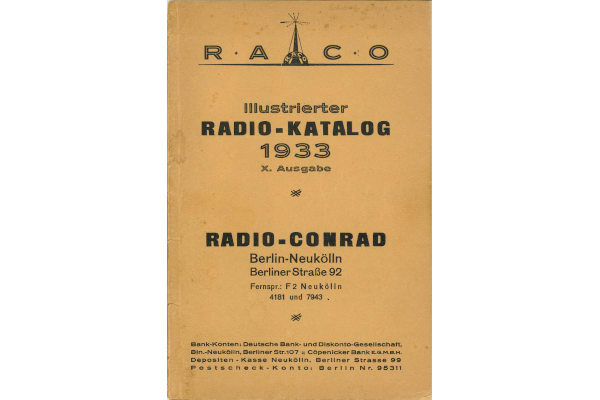 R·A·C·O
RACO
Illustrierter
RADIO-KATALOG
1933
X. Ausgabe
RADIO-CONRAD
Berlin-Neukölln
Berliner Straße 92
Fernspr.: F2 Neukölln
4181 und 7943 .
Bank-Konten: Deutsche Bank- und Diskonto-Gesellschaft,
Bln.-Neukölln, Berliner Str. 107 : Cöpenicker Bank E.G.M.B.H.
Depositen - Kasse Neukölln, Berliner Strasse 99
Postscheck-Konto: Berlin Nr. 95311